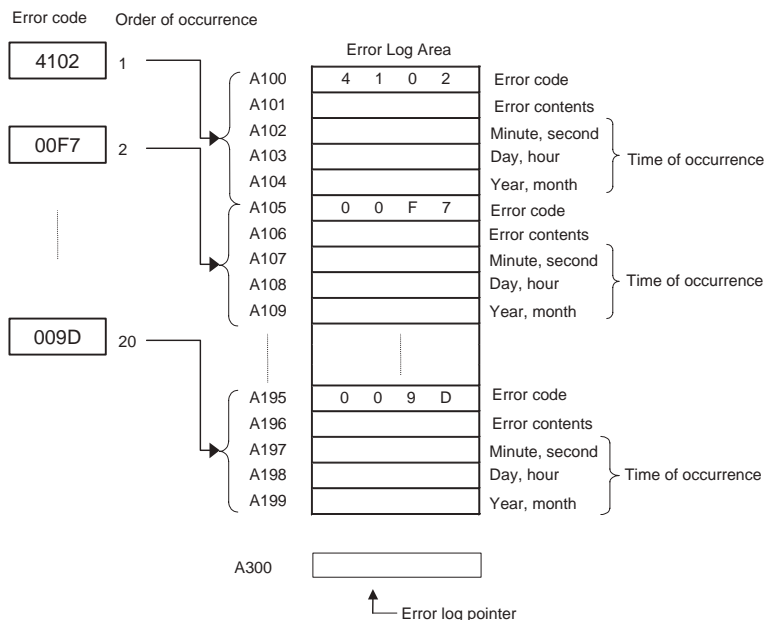 Error code Order of occurrence
Error Log Area
4102 1
A100 4 1 0 2 Error code
A101 Error contents
A102 Minute, second
00F7 2
A103 Day, hour Time of occurrence
A104 Year, month
A105 0 0 F 7 Error code
A106 Error contents
A107 Minute, second
A108 Day, hour Time of occurrence
A109 Year, month
009D 20
A195 0 0 9 D Error code
A196 Error contents
A197 Minute, second
A198 Day, hour Time of occurrence
A199 Year, month
A300
Error log pointer